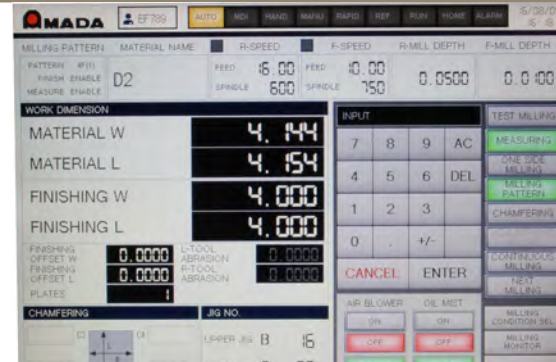 AMADA EF789 AUTO MDI HAND MANU RAPID REF RUN HOME ALARM
MILLING PATTERN MATERIAL NAME R-SPEED F-SPEED R-MILL DEPTH F-MILL DEPTH
PATTERN 4F(1) FEED 16.00 FEED 10.00
FINISH ENABLE D2 0.0500 0.0100
MEASURE ENABLE SPINDLE 600 SPINDLE 750
WORK DIMENSION INPUT TEST MILLING
MATERIAL W 4.144 7 8 9 AC MEASURING
MATERIAL L 4.154 4 5 6 DEL ONE SIDE MILLING
FINISHING W 4.000 1 2 3 MILLING PATTERN
FINISHING L 4.000 0 . +/- CHAMFERING
FINISHING OFFSET W 0.0000 L-TOOL ABRASION 0.0000 CONTINUOUS MILLING
FINISHING OFFSET L 0.0000 R-TOOL ABRASION 0.0000 CANCEL ENTER NEXT MILLING
PLATES 1 AIR BLOWER OIL MIST
CHAMFERING JIG NO. ON ON MILLING CONDITION SEL
UPPER JIG B 16 OFF OFF MILLING MONITOR